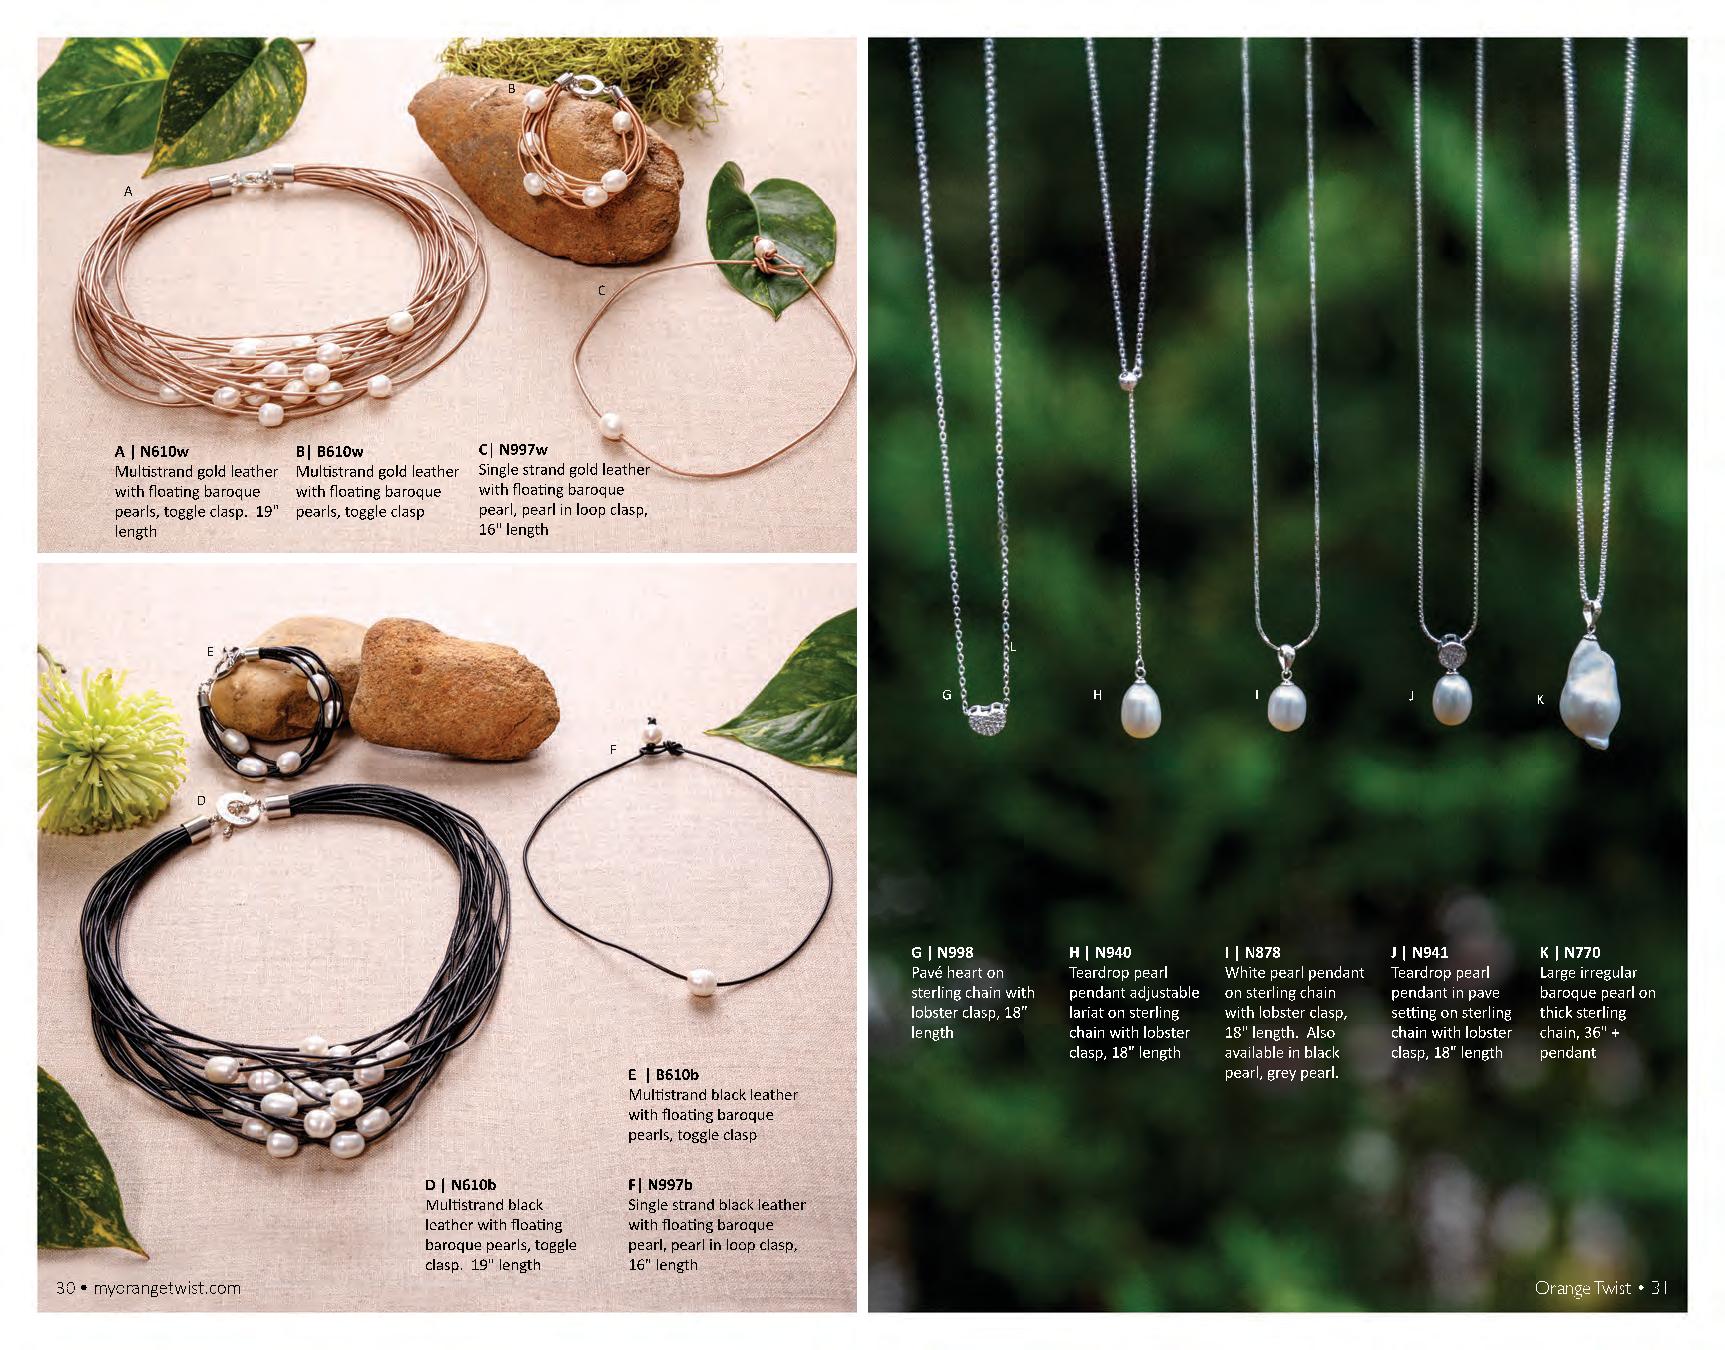 A
B
C
A | N610w
Multistrand gold leather
with floating baroque
pearls, toggle clasp.  19"
length
B| B610w
Multistrand gold leather
with floating baroque
pearls, toggle clasp
C| N997w
Single strand gold leather
with floating baroque
pearl, pearl in loop clasp,
16" length
E
D
F
E  | B610b
Multistrand black leather
with floating baroque
pearls, toggle clasp
D | N610b
Multistrand black
leather with floating
baroque pearls, toggle
clasp.  19" length
F| N997b
Single strand black leather
with floating baroque
pearl, pearl in loop clasp,
16" length
30 • myorangetwist.com
L
G
H
I
J
K
G | N998
Pavé heart on
sterling chain with
lobster clasp, 18"
length
H | N940
Teardrop pearl
pendant adjustable
lariat on sterling
chain with lobster
clasp, 18" length
I | N878
White pearl pendant
on sterling chain
with lobster clasp,
18" length.  Also
available in black
pearl, grey pearl.
J | N941
Teardrop pearl
pendant in pave
setting on sterling
chain with lobster
clasp, 18" length
K | N770
Large irregular
baroque pearl on
thick sterling
chain, 36" +
pendant
Orange Twist • 31